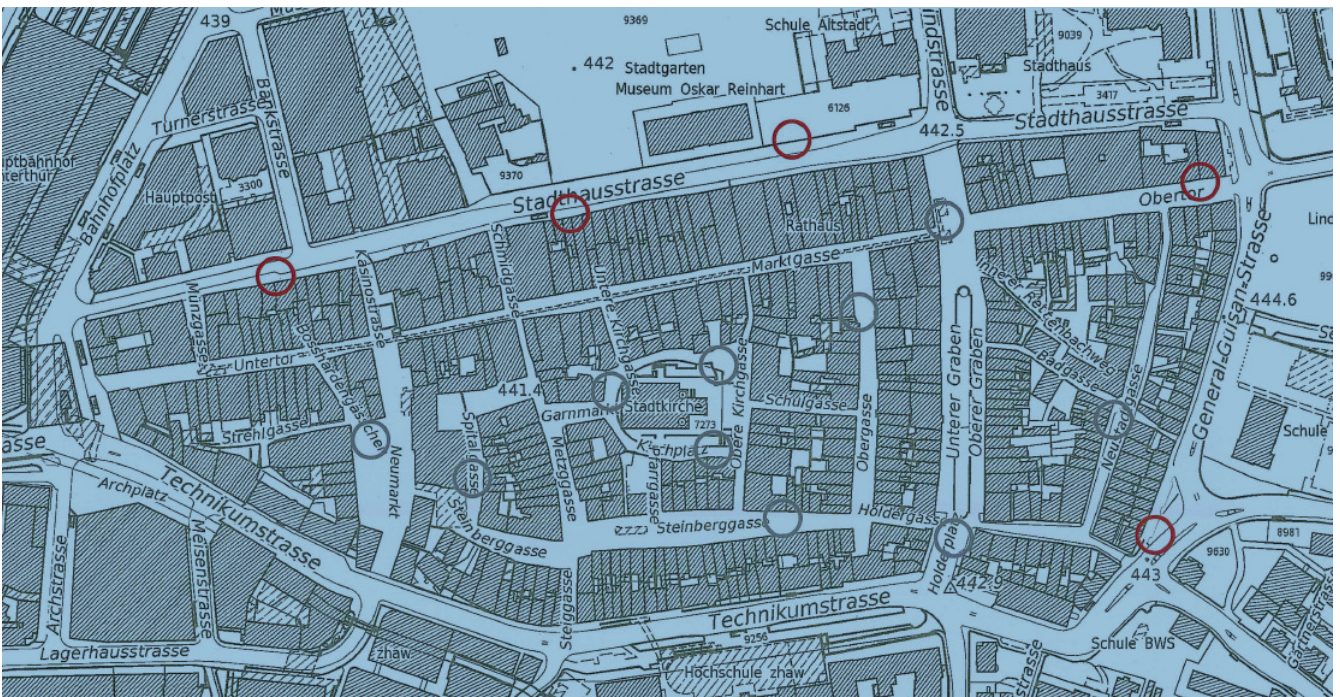 439
9369
Schule Altstadt
9039
442
Stadtgarten
Stadthaus
Museum Oskar Reinhart
6126
3417
442.5
Stadthausstrasse
Turnerstrasse
Bankstrasse
Bahnhofplatz
Hauptpost
3300
9370
Stadthausstrasse
Obertor
Rathaus
Marktgasse
Kasinostrasse
Schmidgasse
Untere Kirchgasse
Münzgasse
Untertor
Unterer Graben
Oberer Graben
Badgasse
General-Guisan-Strasse
444.6
441.4
Garnmarkt
Stadtkirche
7273
Obere Kirchgasse
Schulgasse
Obergasse
Schule
Strehlgasse
Spitalgasse
Metzggasse
Neumarkt
Steinberggasse
Steinberggasse
Archplatz
Technikumstrasse
Archstrasse
Meisenstrasse
8981
9630
443
442.9
Steiggasse
Technikumstrasse
Lagerhausstrasse
zhaw
9256
Hochschule zhaw
Schule BWS